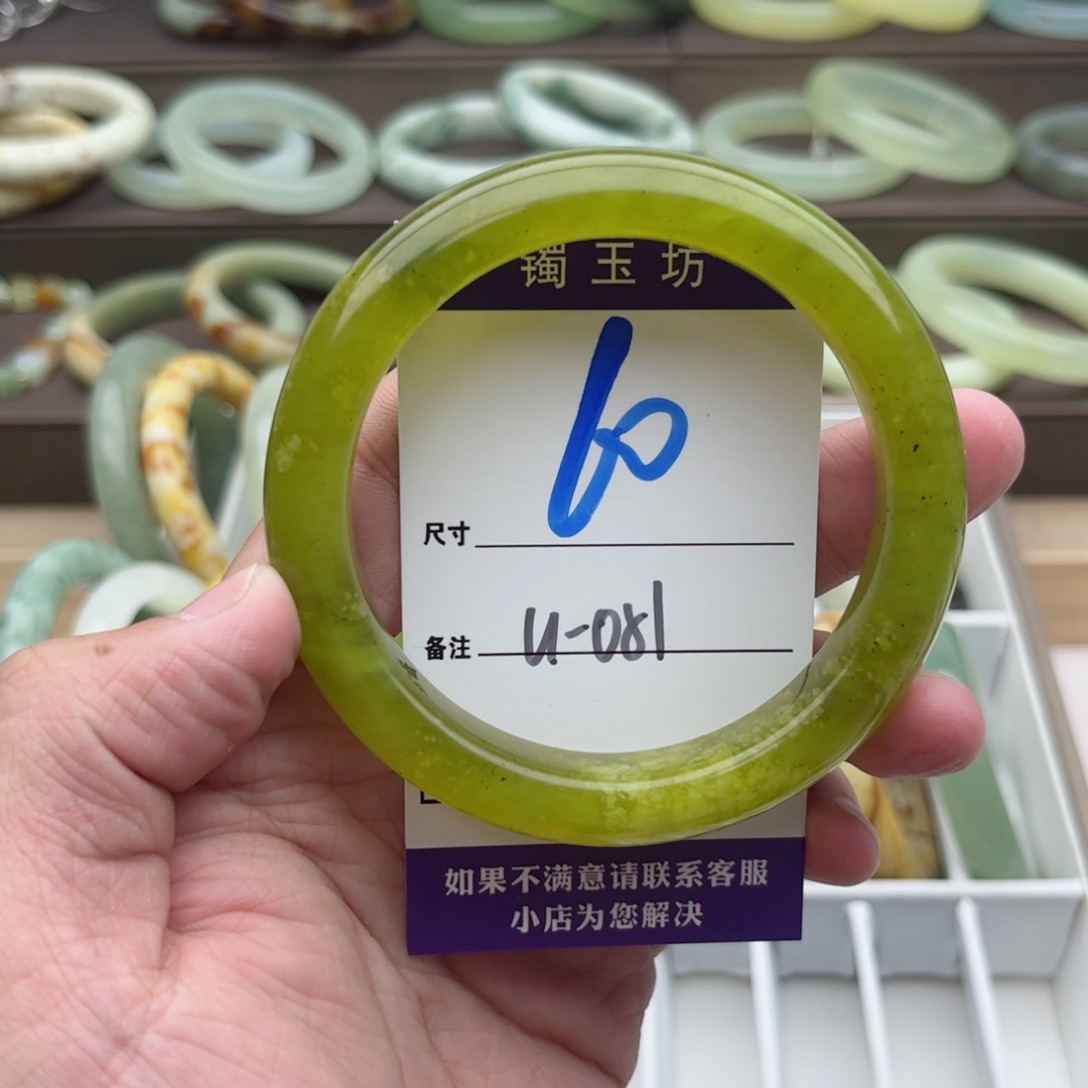 镯玉坊
60
尺寸
备注 u-081
如果不满意请联系客服
小店为您解决